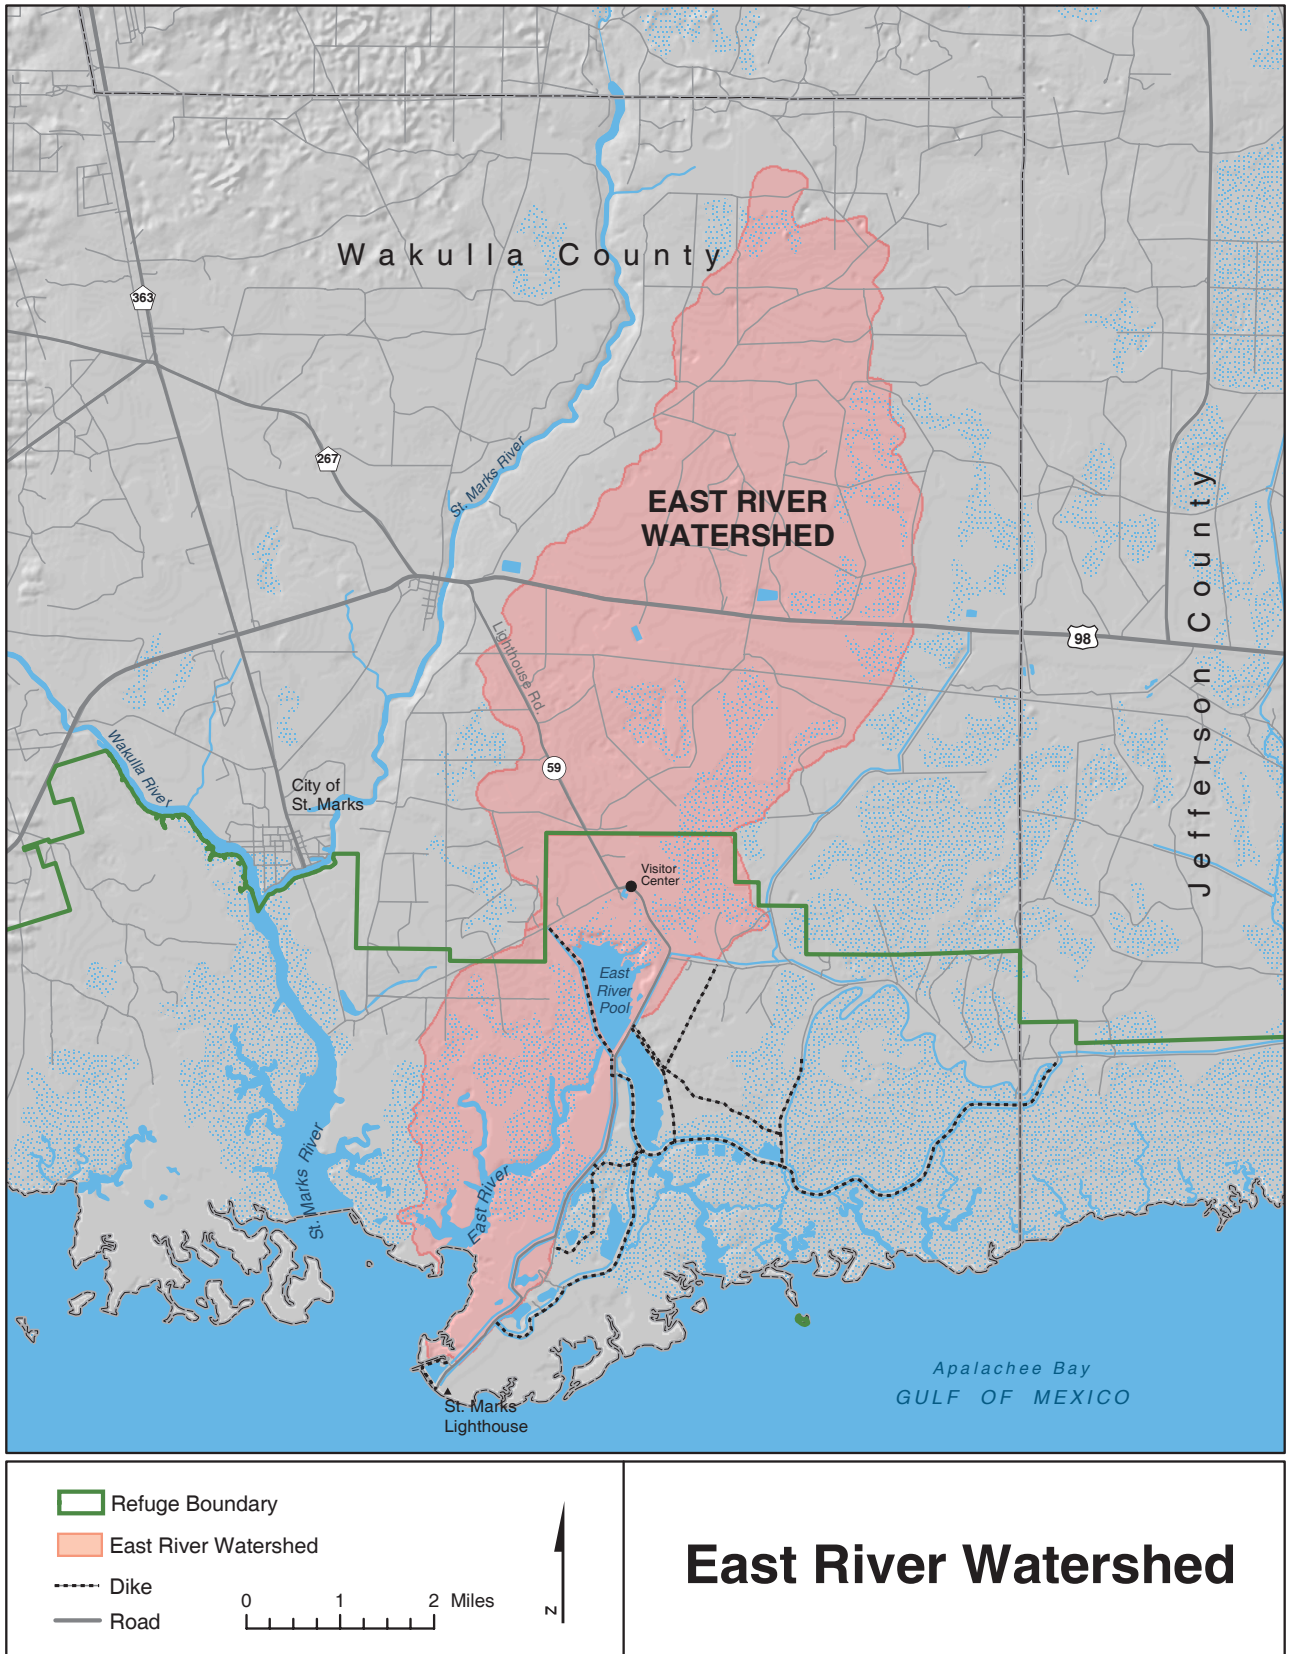 Wakulla County
363
267
St. Marks River
EAST RIVER
WATERSHED
Jefferson County
98
Lighthouse Rd.
59
Wakulla River
City of
St. Marks
Visitor
Center
East
River
Pool
St. Marks River
East River
Apalachee Bay
GULF OF MEXICO
St. Marks
Lighthouse
Refuge Boundary
East River Watershed
Dike
Road
0 1 2 Miles
N
East River Watershed